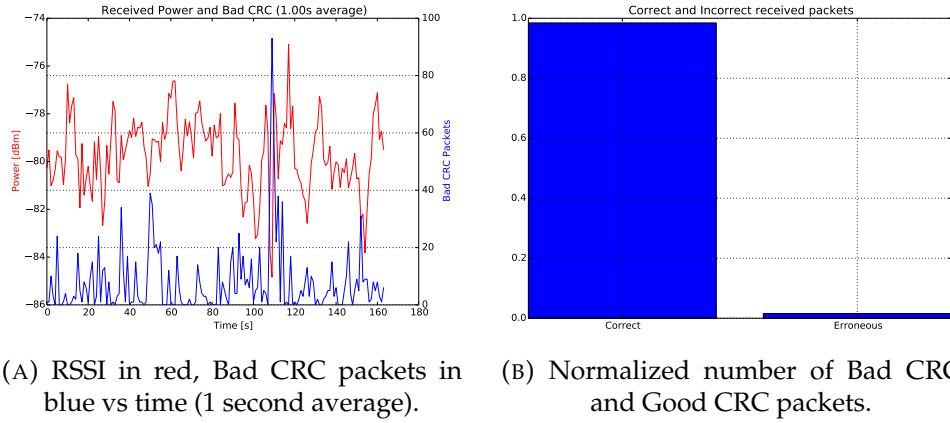 Received Power and Bad CRC (1.00s average)
−74
−76
−78
−80
−82
−84
−86
Power [dBm]
100
80
60
40
20
0
Bad CRC Packets
0 20 40 60 80 100 120 140 160 180
Time [s]
Correct and Incorrect received packets
1.0
0.8
0.6
0.4
0.2
0.0
Correct Erroneous
(A) RSSI in red, Bad CRC packets in
blue vs time (1 second average).
(B) Normalized number of Bad CRC
and Good CRC packets.